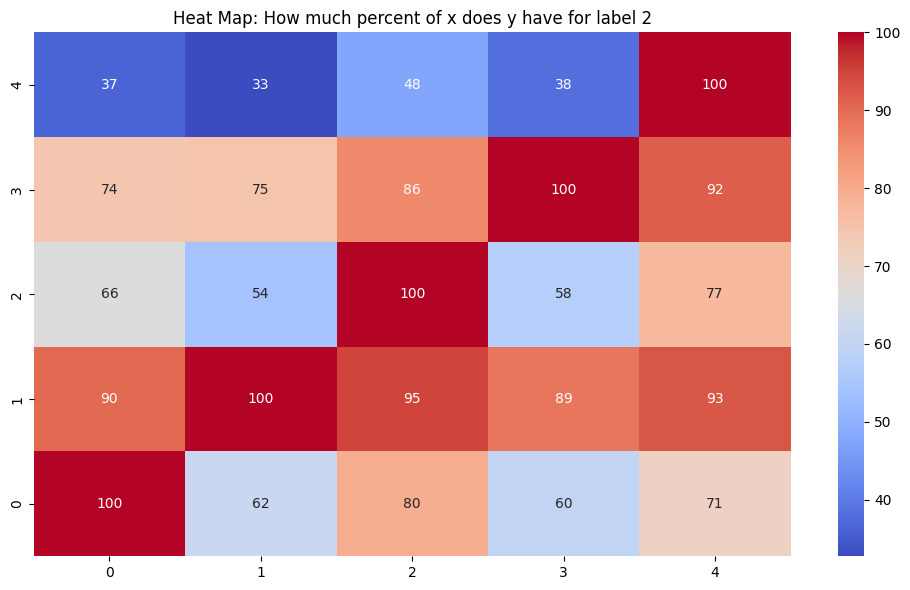 Heat Map: How much percent of x does y have for label 2
4 37 33 48 38 100
3 74 75 86 100 92
2 66 54 100 58 77
1 90 100 95 89 93
0 100 62 80 60 71
0 1 2 3 4
100
90
80
70
60
50
40